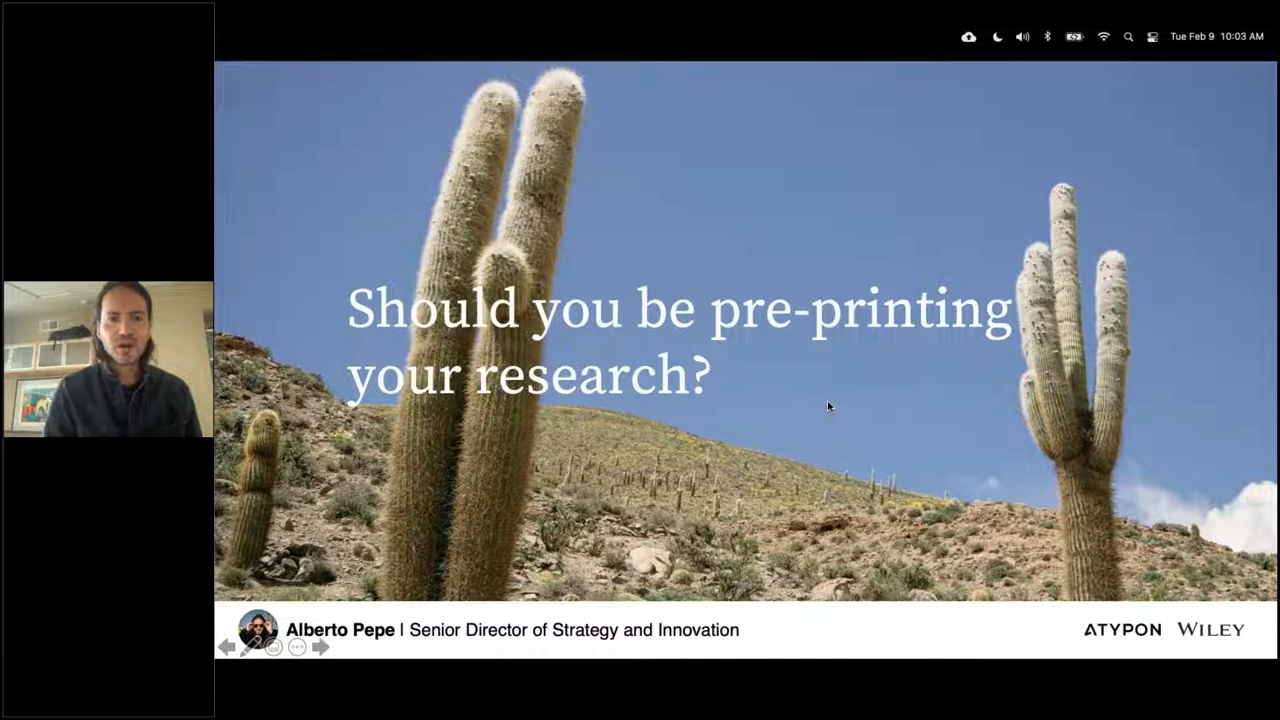 Tue Feb 9 10:03 AM
Should you be pre-printing
your research?
Alberto Pepe | Senior Director of Strategy and Innovation
ATYPON WILEY